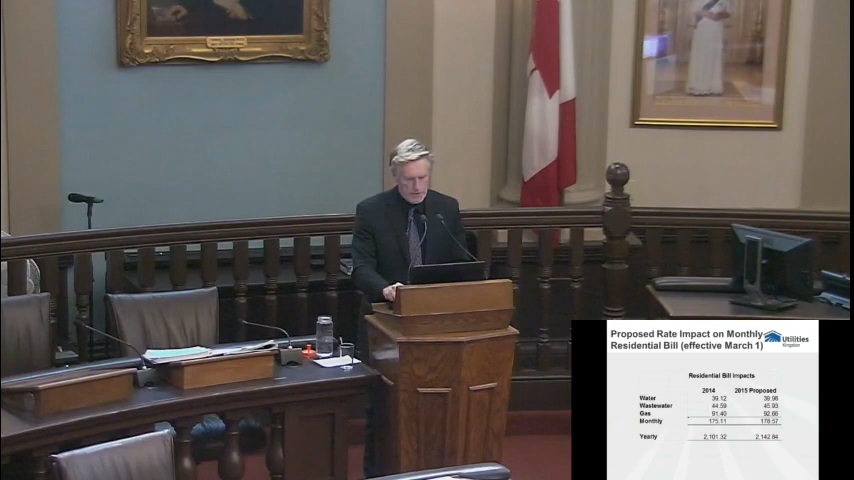 Proposed Rate Impact on Monthly
Residential Bill (effective March 1)
Utilities
Kingston
Residential Bill Impacts
2014 2015 Proposed
Water 39.12 39.98
Wastewater 44.59 45.93
Gas 91.40 92.66
Monthly 175.11 178.57
Yearly 2,101.32 2,142.84